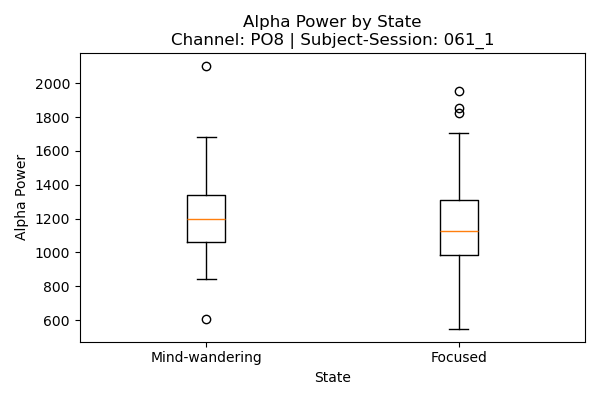 Alpha Power by State
Channel: PO8 | Subject-Session: 061_1
Alpha Power
2000
1800
1600
1400
1200
1000
800
600
Mind-wandering Focused
State